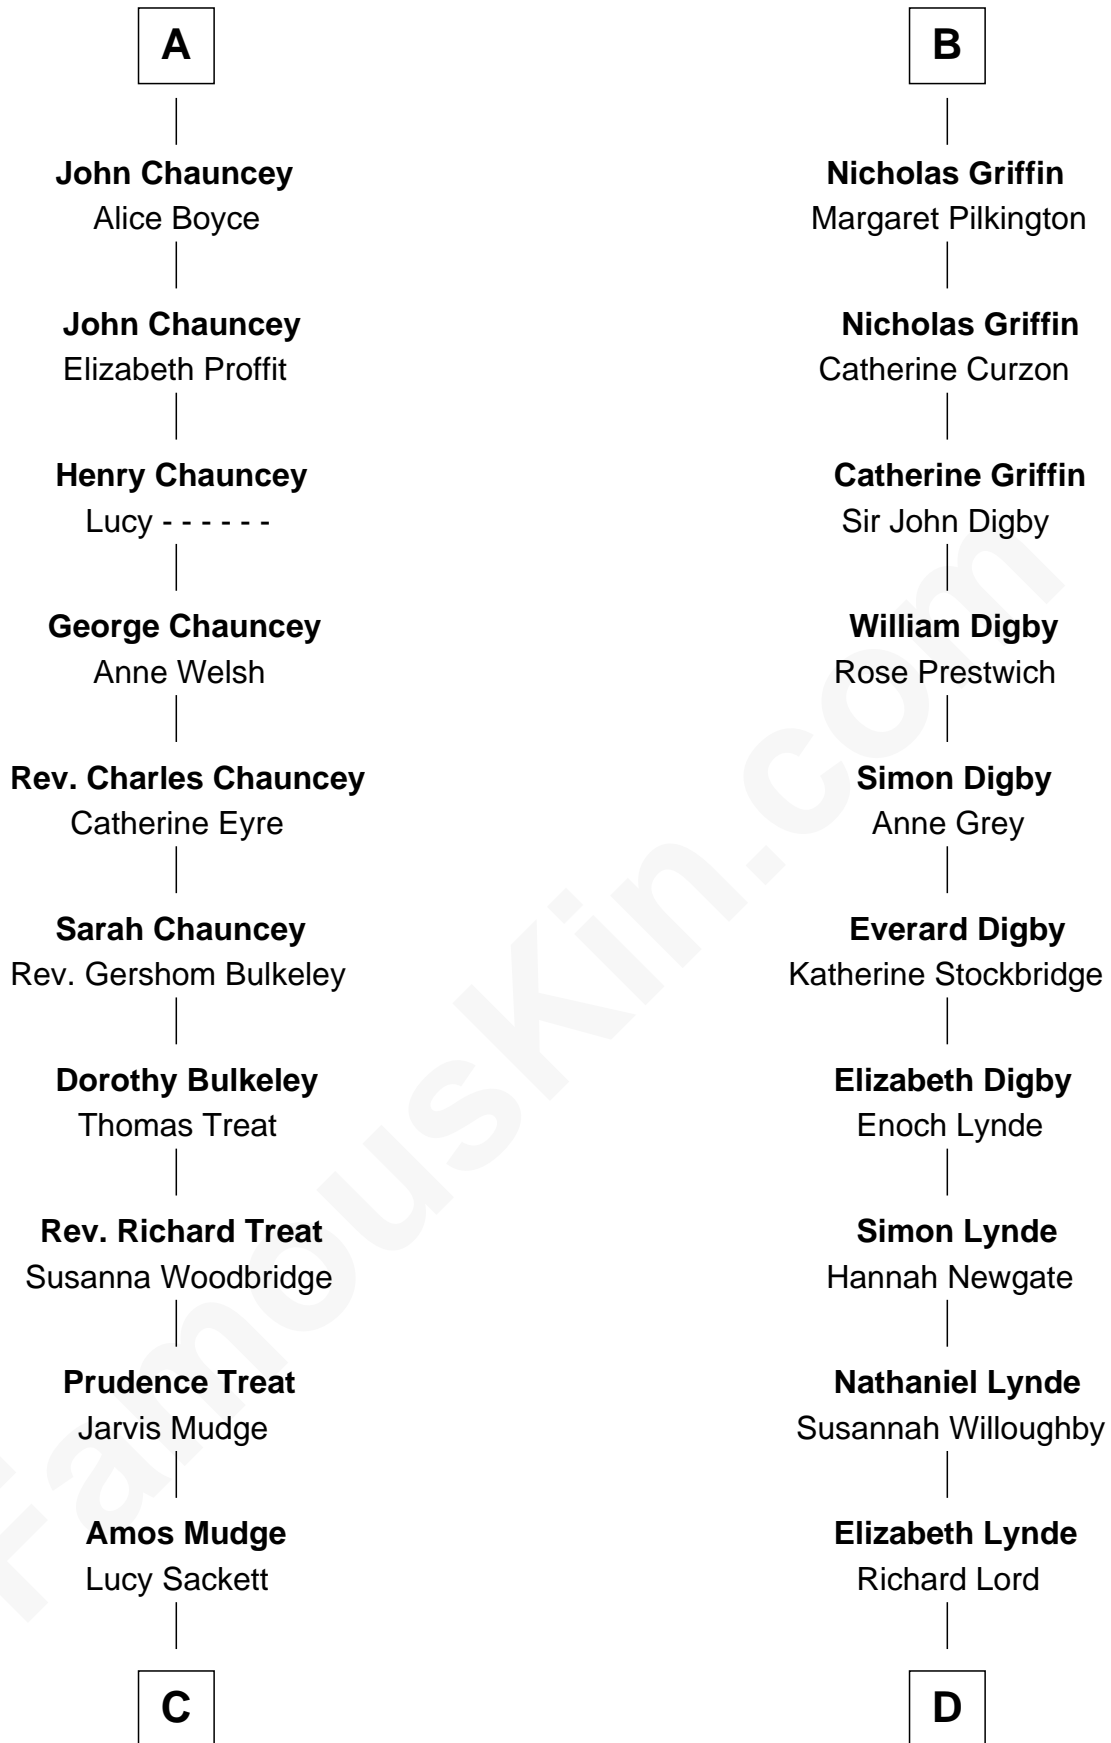 A
John Chauncey
Alice Boyce
John Chauncey
Elizabeth Proffit
Henry Chauncey
Lucy - - - - - -
George Chauncey
Anne Welsh
Rev. Charles Chauncey
Catherine Eyre
Sarah Chauncey
Rev. Gershom Bulkeley
Dorothy Bulkeley
Thomas Treat
Rev. Richard Treat
Susanna Woodbridge
Prudence Treat
Jarvis Mudge
Amos Mudge
Lucy Sackett
C
B
Nicholas Griffin
Margaret Pilkington
Nicholas Griffin
Catherine Curzon
Catherine Griffin
Sir John Digby
William Digby
Rose Prestwich
Simon Digby
Anne Grey
Everard Digby
Katherine Stockbridge
Elizabeth Digby
Enoch Lynde
Simon Lynde
Hannah Newgate
Nathaniel Lynde
Susannah Willoughby
Elizabeth Lynde
Richard Lord
D
FamousKin.com